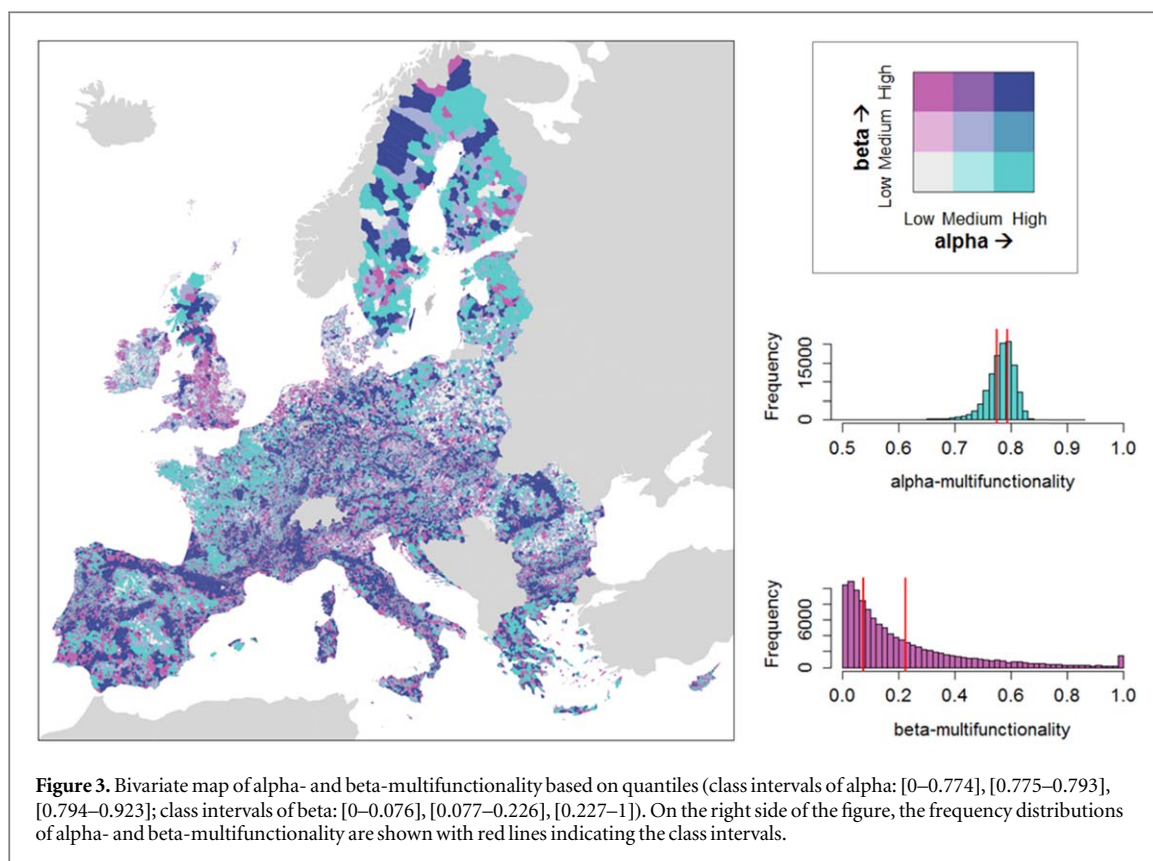 beta →
Low Medium High
Low Medium High
alpha →
Frequency
15000
0
0.5 0.6 0.7 0.8 0.9 1.0
alpha-multifunctionality
Frequency
6000
0
0.0 0.2 0.4 0.6 0.8 1.0
beta-multifunctionality
Figure 3. Bivariate map of alpha- and beta-multifunctionality based on quantiles (class intervals of alpha: [0–0.774], [0.775–0.793],
[0.794–0.923]; class intervals of beta: [0–0.076], [0.077–0.226], [0.227–1]). On the right side of the figure, the frequency distributions
of alpha- and beta-multifunctionality are shown with red lines indicating the class intervals.